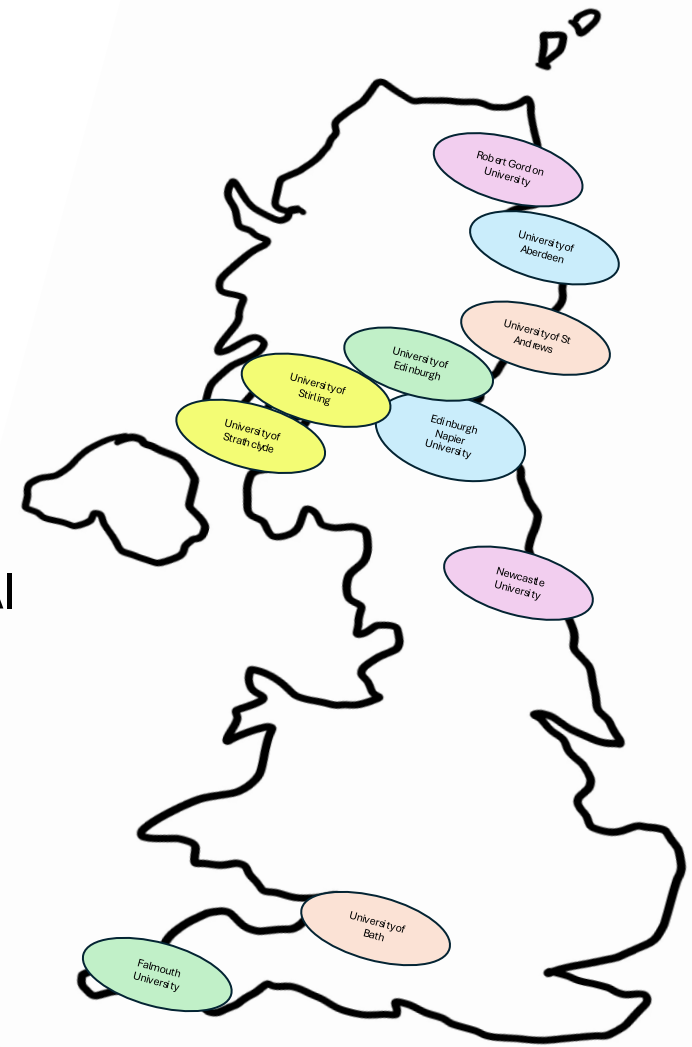 Robert Gordon
University
University of
Aberdeen
University of St
Andrews
University of
Edinburgh
University of
Stirling
Edinburgh
Napier
University
University of
Strathclyde
Newcastle
University
University of
Bath
Falmouth
University